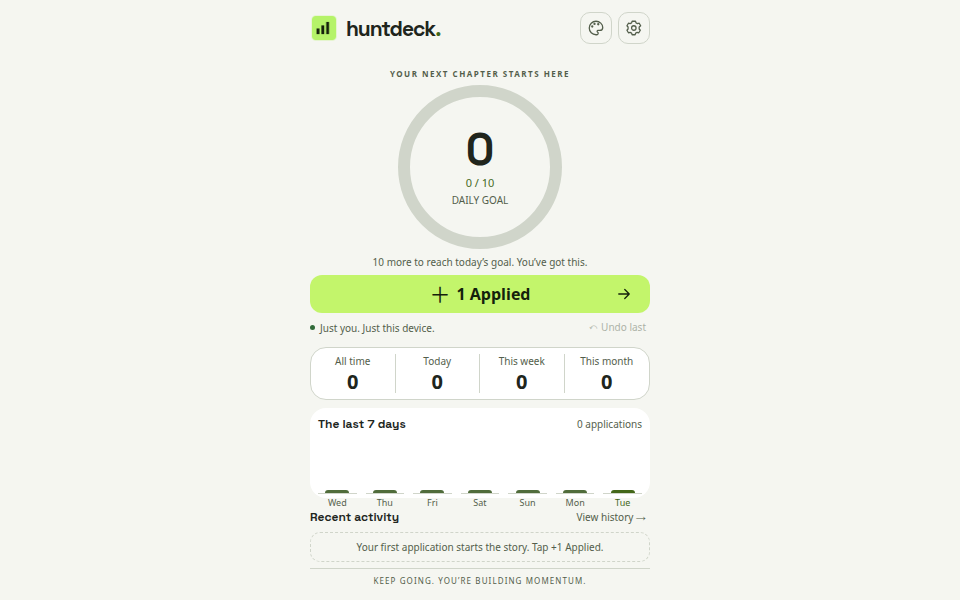 huntdeck.
YOUR NEXT CHAPTER STARTS HERE
0
0 / 10
DAILY GOAL
10 more to reach today’s goal. You’ve got this.
+ 1 Applied →
Just you. Just this device.
↶ Undo last
All time Today This week This month
0 0 0 0
The last 7 days
0 applications
Wed Thu Fri Sat Sun Mon Tue
Recent activity
View history →
Your first application starts the story. Tap +1 Applied.
KEEP GOING. YOU’RE BUILDING MOMENTUM.